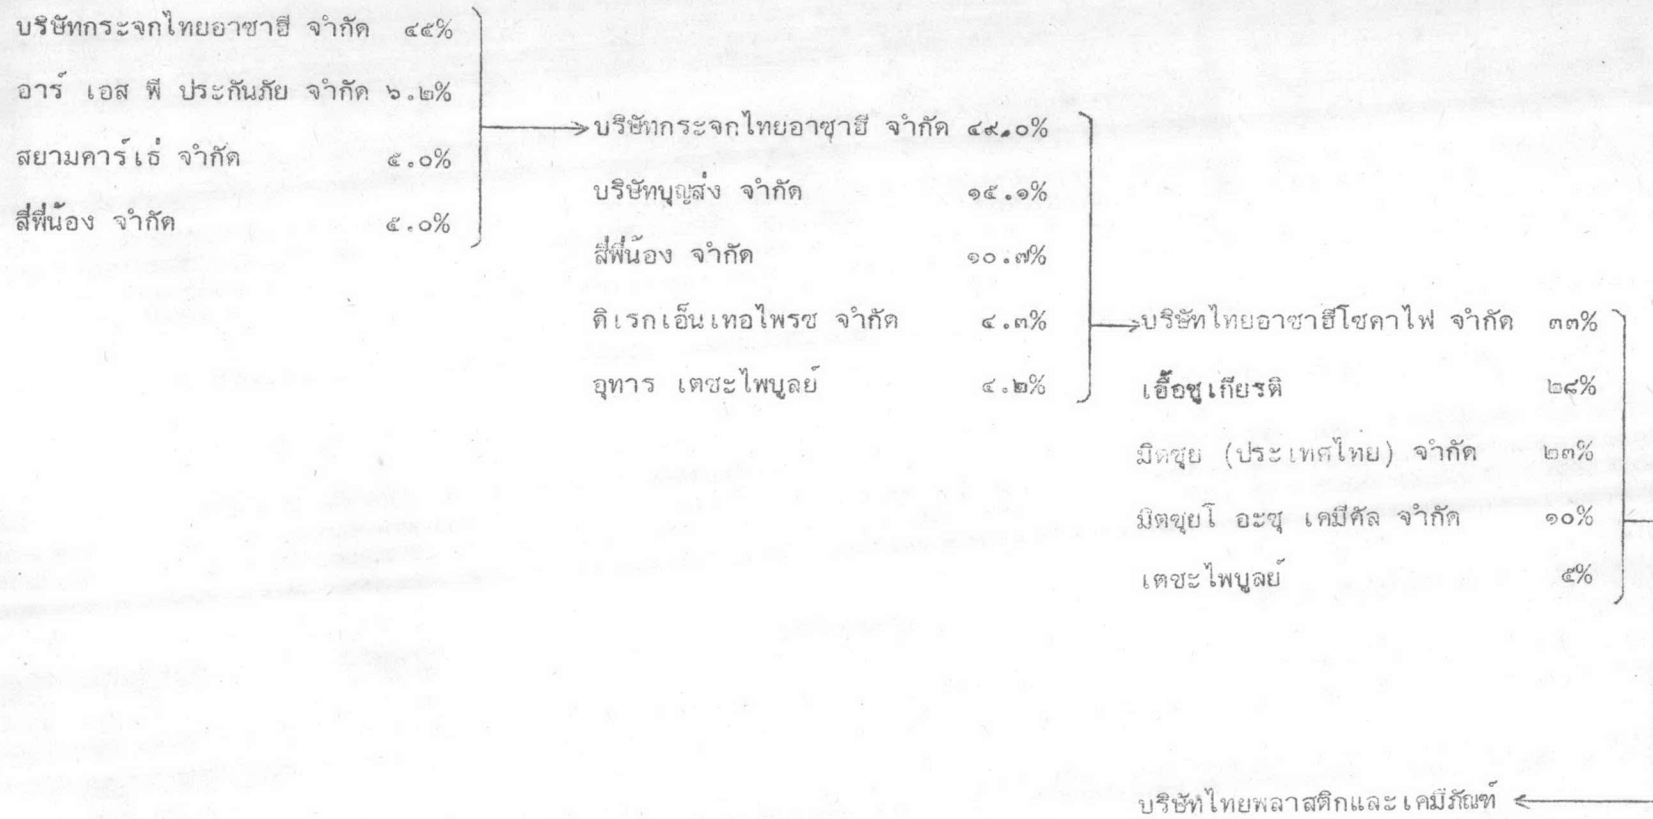 บริษัทกระจกไทยอาซาฮี จำกัด ๔๕%
อาร์ เอส พี ประกันภัย จำกัด ๖.๒%
สยามคาร์เธ่ จำกัด ๕.๐%
สี่พี่น้อง จำกัด ๕.๐%
บริษัทกระจกไทยอาซาฮี จำกัด ๔๙.๐%
บริษัทบุญส่ง จำกัด ๑๕.๑%
สี่พี่น้อง จำกัด ๑๐.๗%
ดิเรกเอ็นเทอไพรซ จำกัด ๔.๓%
อุทาร เตชะไพบูลย์ ๔.๒%
บริษัทไทยอาซาฮีโซดาไฟ จำกัด ๓๓%
เอื้อชูเกียรติ ๒๘%
มิตซุย (ประเทศไทย) จำกัด ๒๓%
มิตซุยโ อะซุ เคมีคัล จำกัด ๑๐%
เตชะไพบูลย์ ๕%
บริษัทไทยพลาสติกและเคมีภัณฑ์